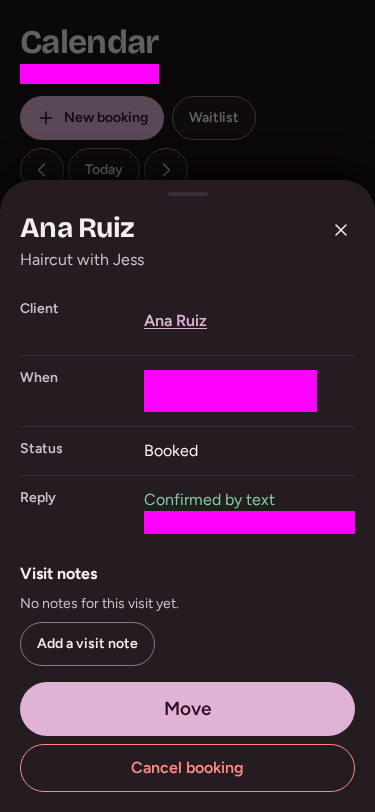 Calendar
New booking
Waitlist
Today
Ana Ruiz
Haircut with Jess
Client
Ana Ruiz
When
Status
Booked
Reply
Confirmed by text
Visit notes
No notes for this visit yet.
Add a visit note
Move
Cancel booking